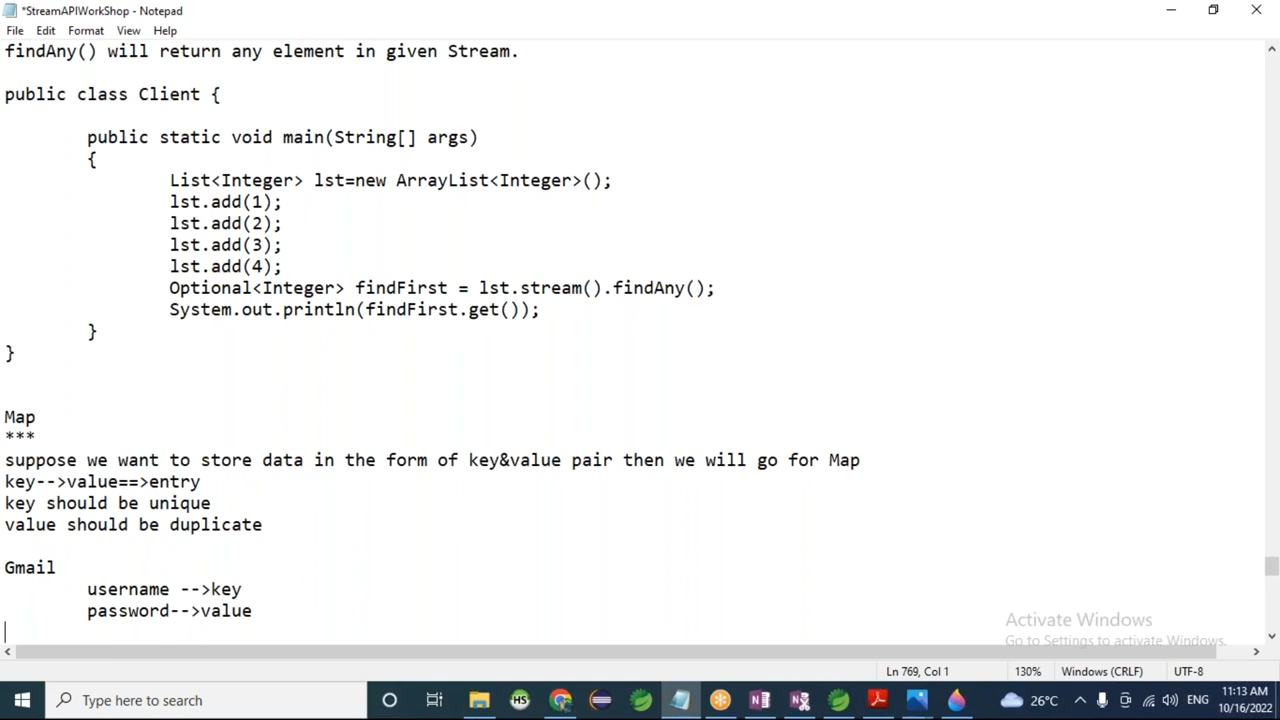 *StreamAPIWorkShop - Notepad
File Edit Format View Help
findAny() will return any element in given Stream.
public class Client {
public static void main(String[] args)
{
List<Integer> lst=new ArrayList<Integer>();
lst.add(1);
lst.add(2);
lst.add(3);
lst.add(4);
Optional<Integer> findFirst = lst.stream().findAny();
System.out.println(findFirst.get());
}
}
Map
***
suppose we want to store data in the form of key&value pair then we will go for Map
key-->value==>entry
key should be unique
value should be duplicate
Gmail
username -->key
password-->value
Activate Windows
Go to Settings to activate Windows.
Ln 769, Col 1 130% Windows (CRLF) UTF-8
Type here to search HS 26°C ENG 11:13 AM
10/16/2022